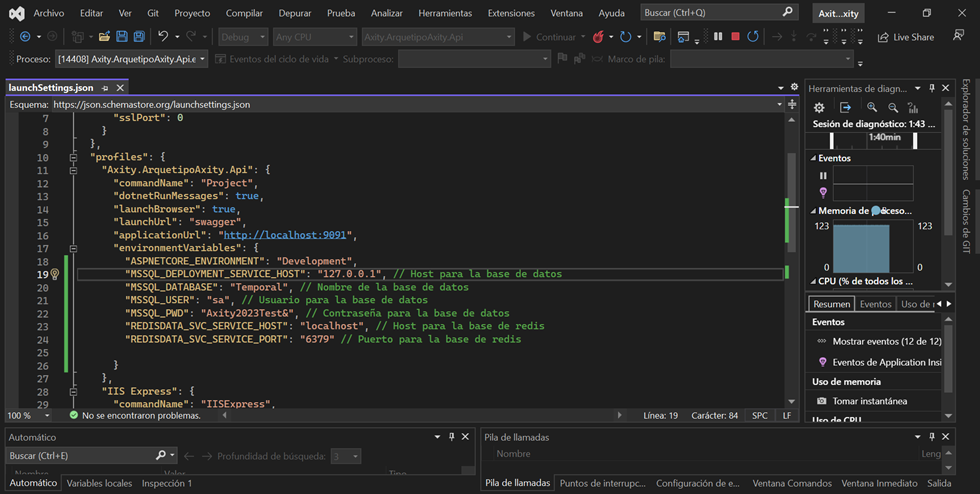 Archivo Editar Ver Git Proyecto Compilar Depurar Prueba Analizar Herramientas Extensiones Ventana Ayuda Buscar (Ctrl+Q) Axit...xity
Debug Any CPU Axity.ArquetipoAxity.Api Continuar Live Share
Proceso: [14408] Axity.ArquetipoAxity.Api.e Eventos del ciclo de vida Subproceso: Marco de pila:
launchSettings.json
Esquema: https://json.schemastore.org/launchsettings.json
7 "sslPort": 0
8 }
9 },
10 "profiles": {
11 "Axity.ArquetipoAxity.Api": {
12 "commandName": "Project",
13 "dotnetRunMessages": true,
14 "launchBrowser": true,
15 "launchUrl": "swagger",
16 "applicationUrl": "http://localhost:9091",
17 "environmentVariables": {
18 "ASPNETCORE_ENVIRONMENT": "Development",
19 "MSSQL_DEPLOYMENT_SERVICE_HOST": "127.0.0.1", // Host para la base de datos
20 "MSSQL_DATABASE": "Temporal", // Nombre de la base de datos
21 "MSSQL_USER": "sa", // Usuario para la base de datos
22 "MSSQL_PWD": "Axity2023Test&", // Contraseña para la base de datos
23 "REDISDATA_SVC_SERVICE_HOST": "localhost", // Host para la base de redis
24 "REDISDATA_SVC_SERVICE_PORT": "6379" // Puerto para la base de redis
25
26 }
27 },
28 "IIS Express": {
29 "commandName": "IISExpress",
100 % No se encontraron problemas. Línea: 19 Carácter: 84 SPC LF
Herramientas de diagn...
Sesión de diagnóstico: 1:43 ...
1:40min
Eventos
Memoria de
123 123
0 0
CPU (% de todos los ...
Resumen Eventos Uso de
Eventos
Mostrar eventos (12 de 12)
Eventos de Application Insi
Uso de memoria
Tomar instantánea
Uso de CPU
Explorador de soluciones
Cambios de GIT
Automático
Buscar (Ctrl+E) Profundidad de búsqueda: 3
Nombre Valor Tipo
Automático Variables locales Inspección 1
Pila de llamadas
Nombre Leng
Pila de llamadas Puntos de interrupc... Configuración de e... Ventana Comandos Ventana Inmediato Salida